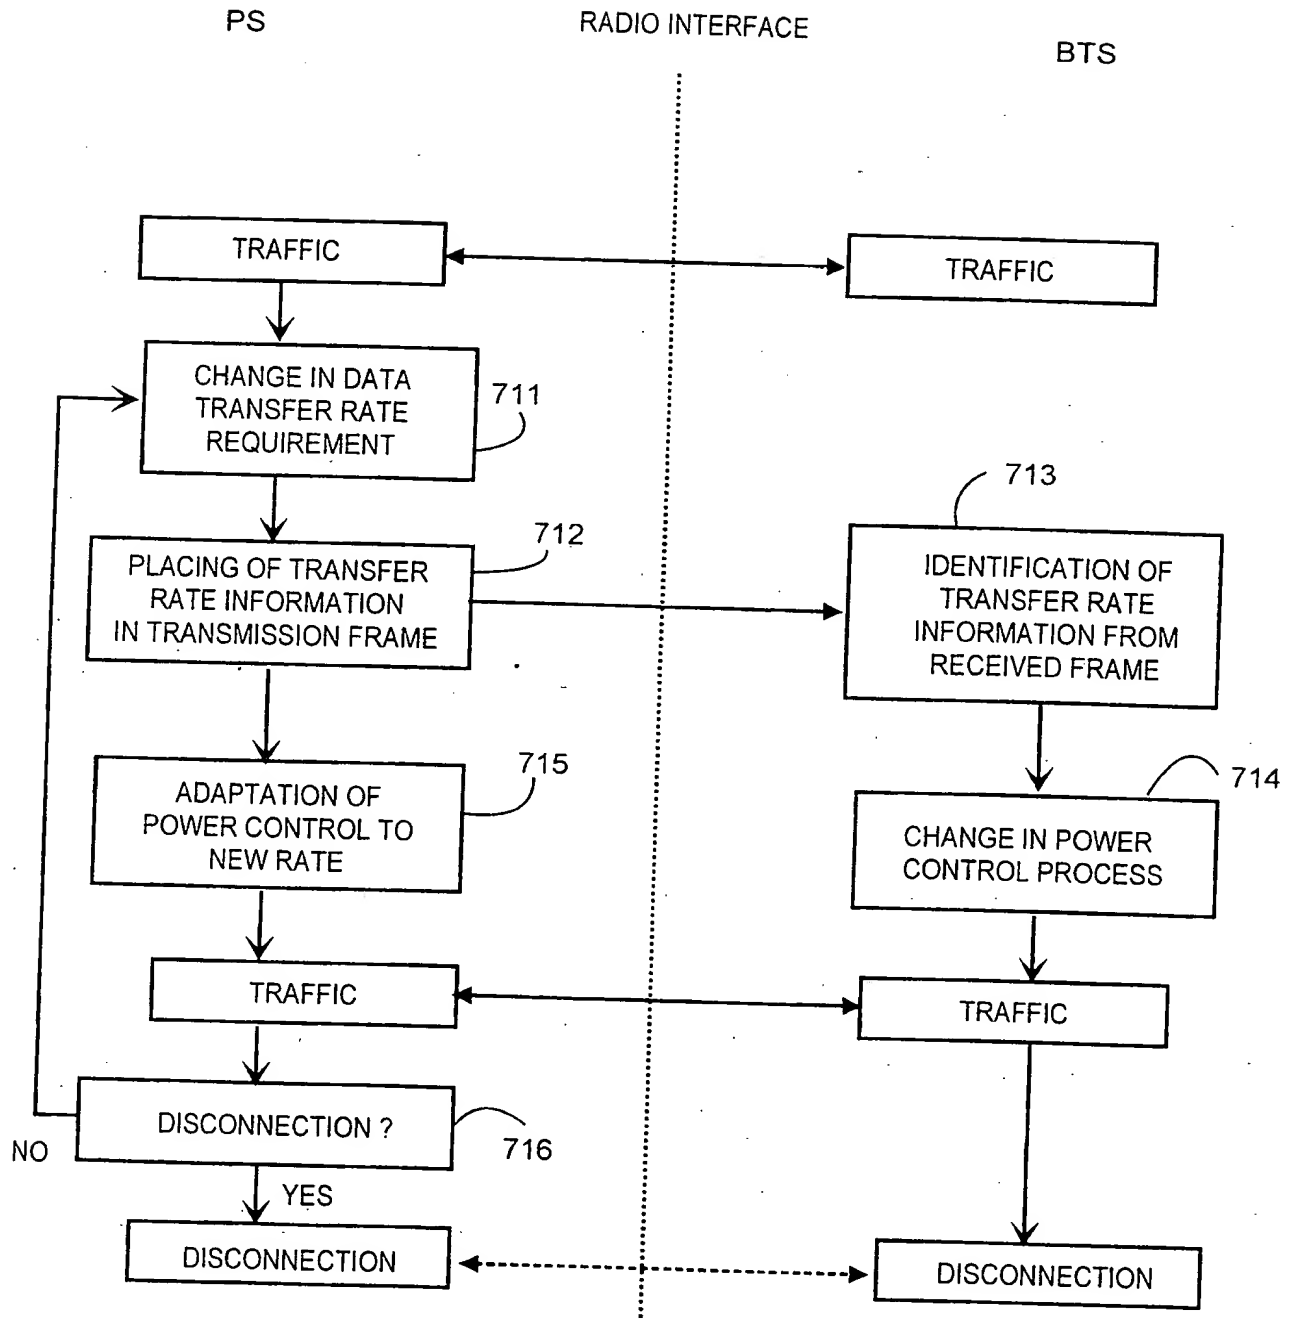 PS
RADIO INTERFACE
BTS
TRAFFIC
TRAFFIC
CHANGE IN DATA
TRANSFER RATE
REQUIREMENT
711
712
713
PLACING OF TRANSFER
RATE INFORMATION
IN TRANSMISSION FRAME
IDENTIFICATION OF
TRANSFER RATE
INFORMATION FROM
RECEIVED FRAME
715
714
ADAPTATION OF
POWER CONTROL TO
NEW RATE
CHANGE IN POWER
CONTROL PROCESS
TRAFFIC
TRAFFIC
DISCONNECTION ?
716
NO
YES
DISCONNECTION
DISCONNECTION